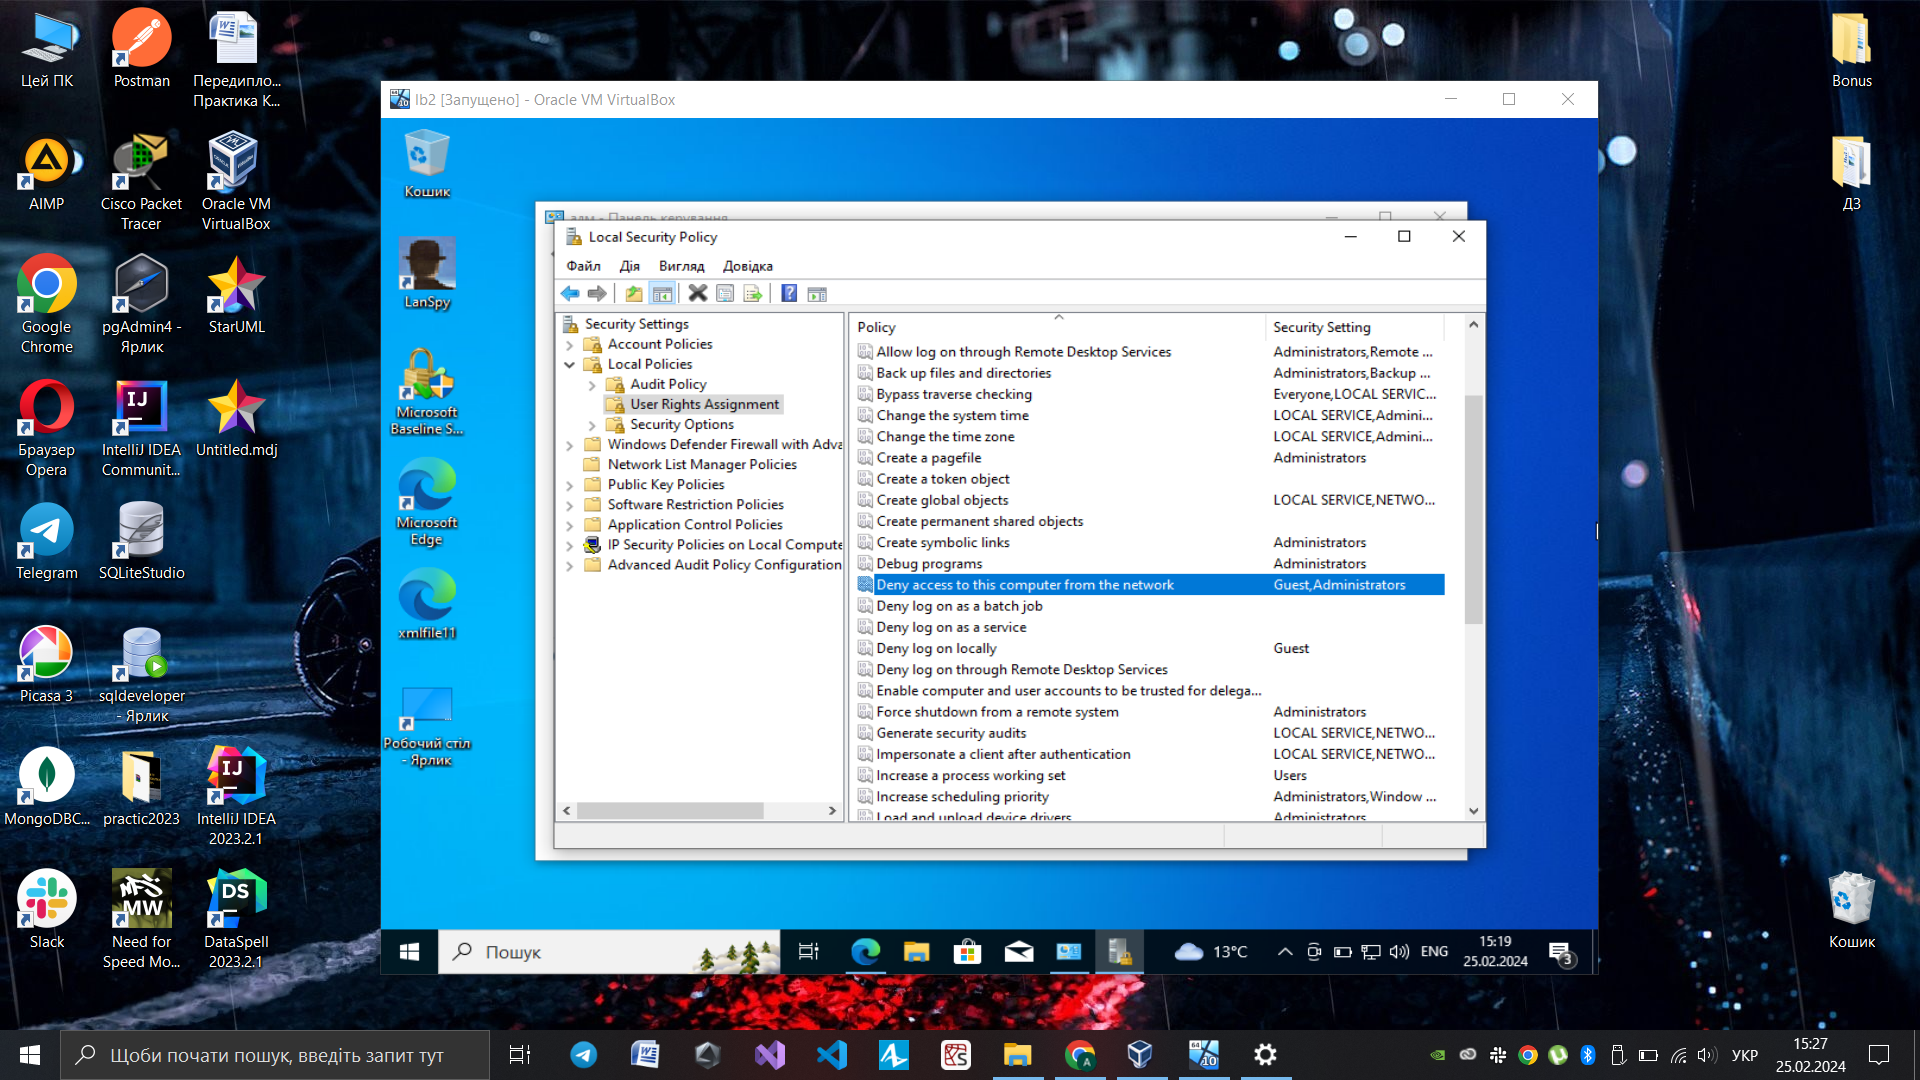 Цей ПК
Postman
Передипло...
Практика К...
AIMP
Cisco Packet
Tracer
Oracle VM
VirtualBox
Google
Chrome
pgAdmin4 -
Ярлик
StarUML
Браузер
Opera
IntelliJ IDEA
Communit...
Untitled.mdj
Telegram
SQLiteStudio
Picasa 3
sqldeveloper
- Ярлик
MongoDBC...
practic2023
IntelliJ IDEA
2023.2.1
Slack
Need for
Speed Mo...
DataSpell
2023.2.1
Bonus
ДЗ
Кошик
lb2 [Запущено] - Oracle VM VirtualBox
Кошик
LanSpy
Microsoft
Baseline S...
Microsoft
Edge
xmlfile11
Робочий стіл
- Ярлик
Local Security Policy
Файл Дія Вигляд Довідка
Security Settings
Account Policies
Local Policies
Audit Policy
User Rights Assignment
Security Options
Windows Defender Firewall with Adva
Network List Manager Policies
Public Key Policies
Software Restriction Policies
Application Control Policies
IP Security Policies on Local Compute
Advanced Audit Policy Configuration
Policy Security Setting
Allow log on through Remote Desktop Services Administrators,Remote ...
Back up files and directories Administrators,Backup ...
Bypass traverse checking Everyone,LOCAL SERVIC...
Change the system time LOCAL SERVICE,Admini...
Change the time zone LOCAL SERVICE,Admini...
Create a pagefile Administrators
Create a token object
Create global objects LOCAL SERVICE,NETWO...
Create permanent shared objects
Create symbolic links Administrators
Debug programs Administrators
Deny access to this computer from the network Guest,Administrators
Deny log on as a batch job
Deny log on as a service
Deny log on locally Guest
Deny log on through Remote Desktop Services
Enable computer and user accounts to be trusted for delega...
Force shutdown from a remote system Administrators
Generate security audits LOCAL SERVICE,NETWO...
Impersonate a client after authentication LOCAL SERVICE,NETWO...
Increase a process working set Users
Increase scheduling priority Administrators,Window ...
Load and unload device drivers Administrators
Пошук
13°C
ENG
15:19
25.02.2024
3
Щоби почати пошук, введіть запит тут
УКР
15:27
25.02.2024